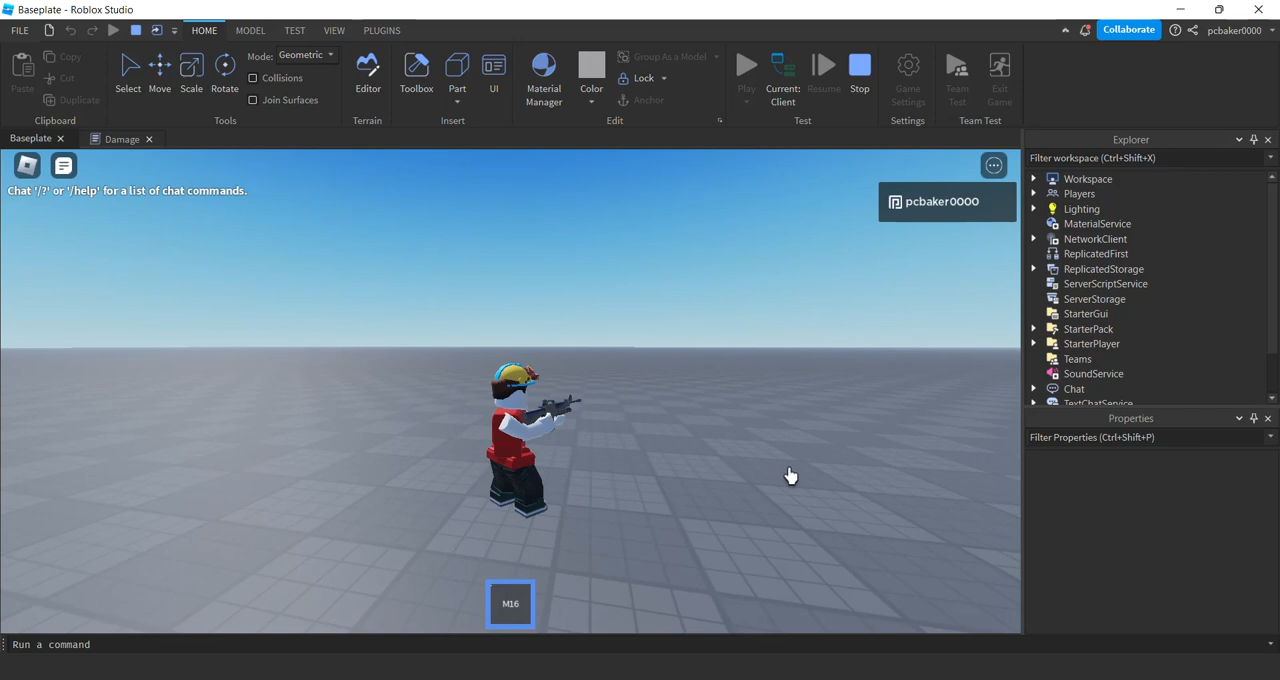 Baseplate - Roblox Studio
FILE HOME MODEL TEST VIEW PLUGINS Collaborate pcbaker0000
Paste Copy Cut Duplicate Clipboard
Select Move Scale Rotate Mode: Geometric Collisions Join Surfaces Tools
Editor Terrain
Toolbox Part UI Insert
Material Manager Color Group As a Model Lock Anchor Edit
Play Current: Client Resume Stop Test
Game Settings Settings
Team Test Exit Game Team Test
Baseplate Damage
Chat '/?' or '/help' for a list of chat commands.
pcbaker0000
M16
Explorer
Filter workspace (Ctrl+Shift+X)
Workspace
Players
Lighting
MaterialService
NetworkClient
ReplicatedFirst
ReplicatedStorage
ServerScriptService
ServerStorage
StarterGui
StarterPack
StarterPlayer
Teams
SoundService
Chat
TextChatService
Properties
Filter Properties (Ctrl+Shift+P)
Run a command